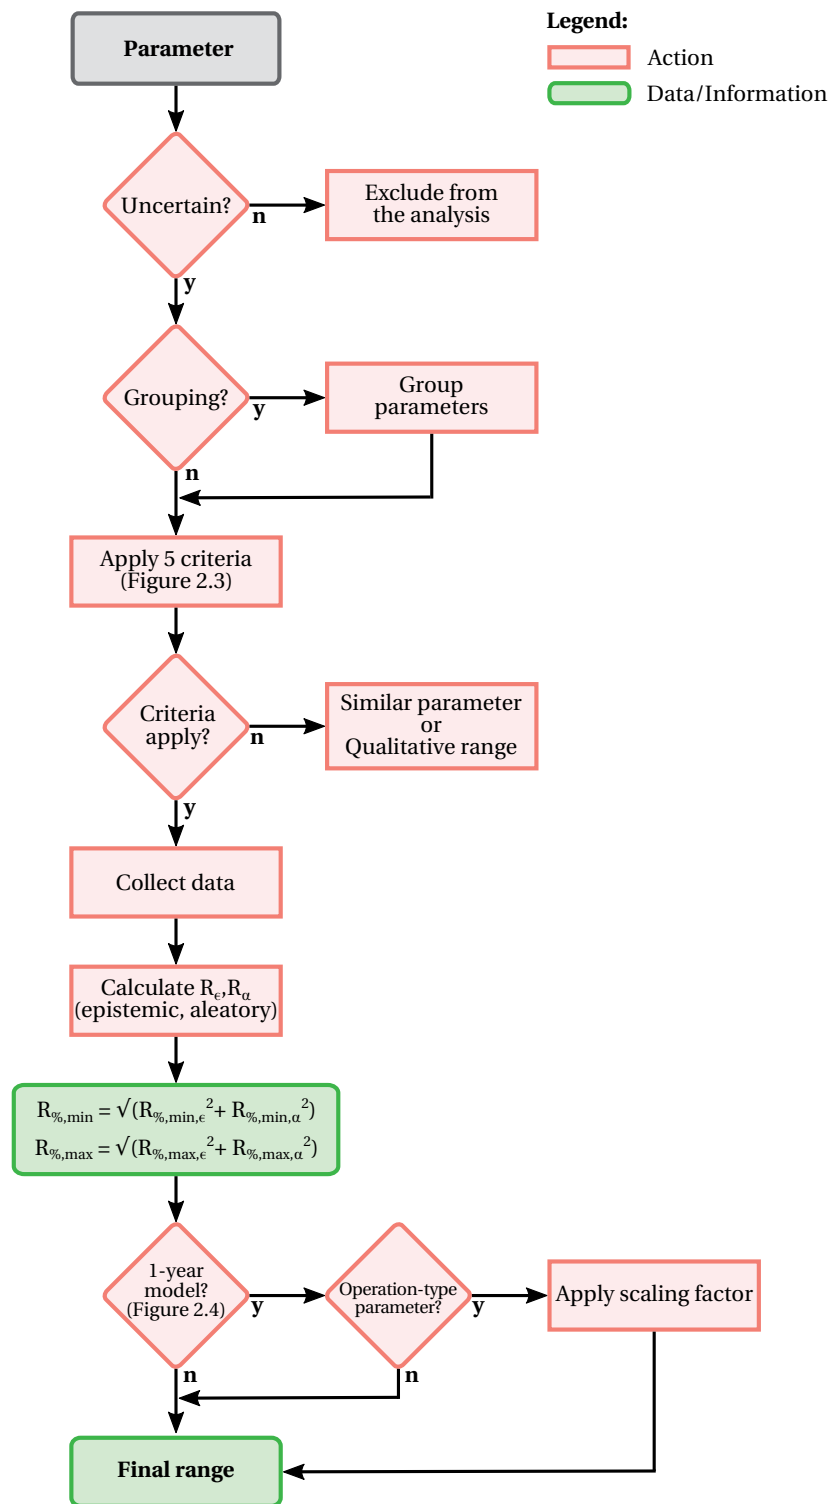 Parameter
Legend:
Action
Data/Information
Uncertain?
n
Exclude from
the analysis
y
Grouping?
y
Group
parameters
n
Apply 5 criteria
(Figure 2.3)
Criteria
apply?
n
Similar parameter
or
Qualitative range
y
Collect data
Calculate Rϵ,Rα
(epistemic, aleatory)
R%,min = √(R%,min,ϵ²+ R%,min,α²)
R%,max = √(R%,max,ϵ²+ R%,max,α²)
1-year
model?
(Figure 2.4)
y
Operation-type
parameter?
y
Apply scaling factor
n
n
Final range